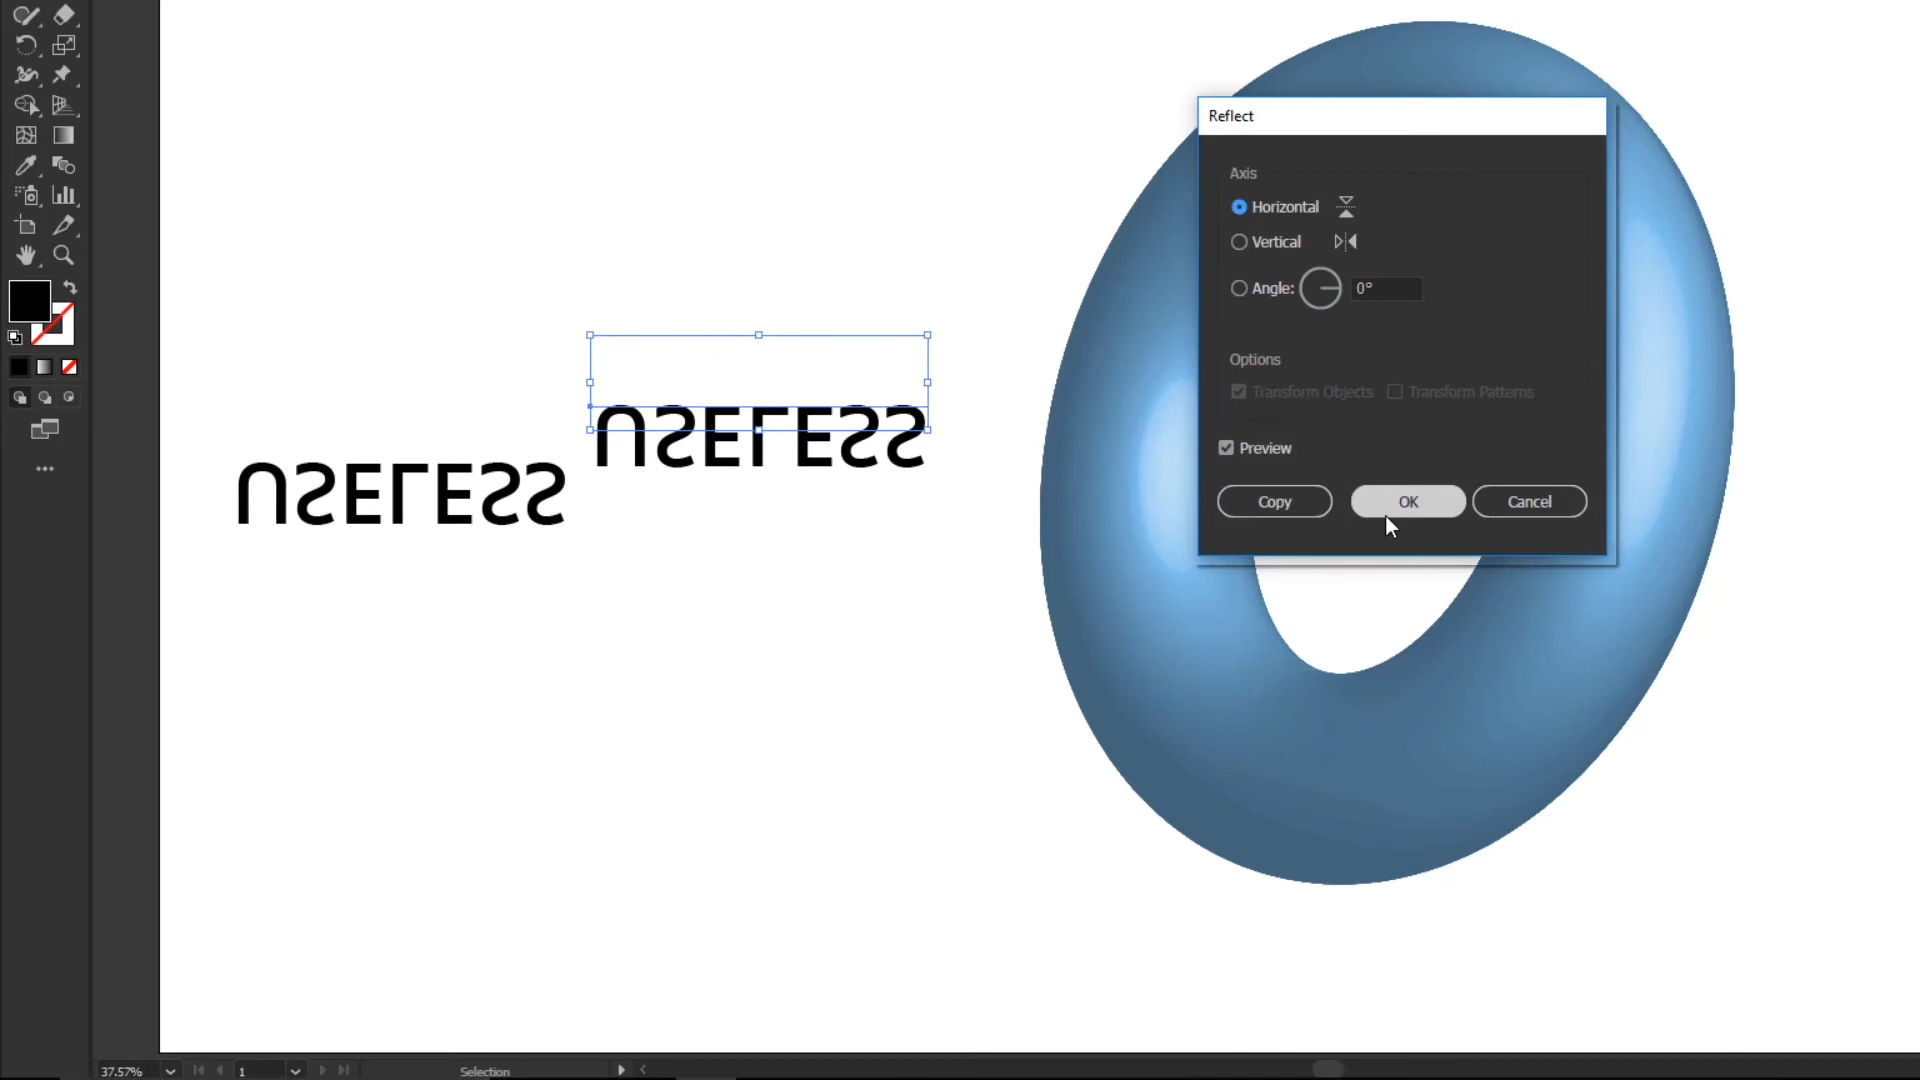 Reflect
Axis
Horizontal
Vertical
Angle: 0°
Options
Transform Objects Transform Patterns
Preview
Copy OK Cancel
USELESS
USELESS
37.57% 1 Selection